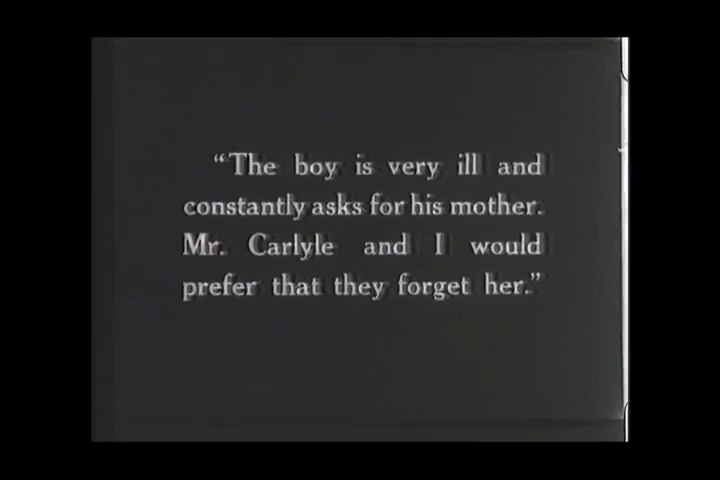 “The boy is very ill and
constantly asks for his mother.
Mr. Carlyle and I would
prefer that they forget her.”